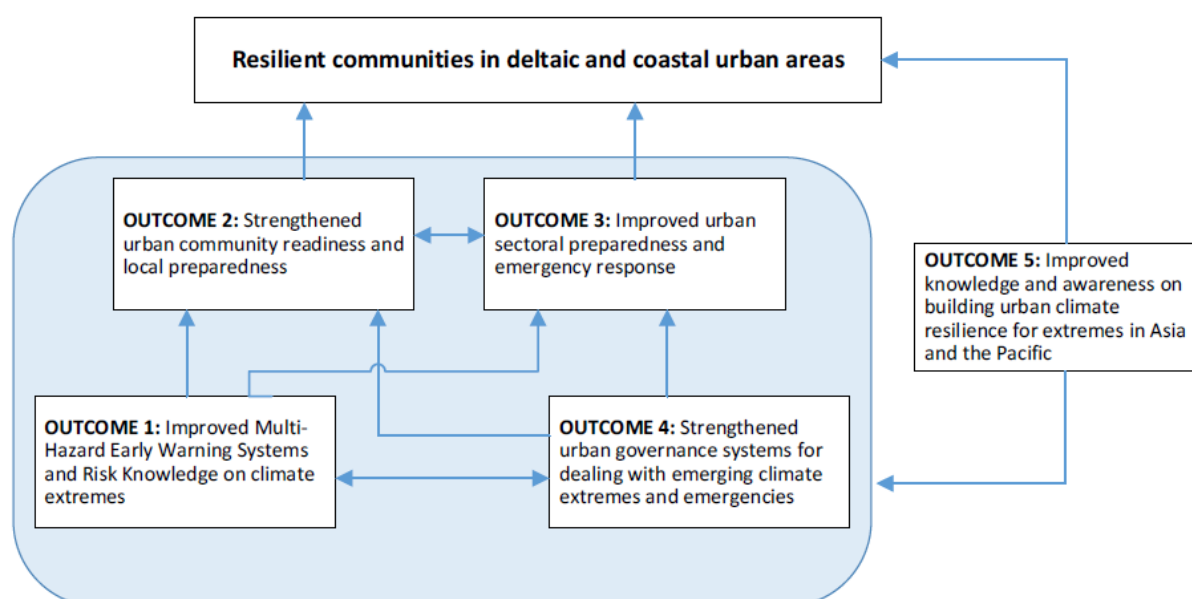 Resilient communities in deltaic and coastal urban areas
OUTCOME 2: Strengthened
urban community readiness and
local preparedness
OUTCOME 3: Improved urban
sectoral preparedness and
emergency response
OUTCOME 5: Improved
knowledge and awareness on
building urban climate
resilience for extremes in Asia
and the Pacific
OUTCOME 1: Improved Multi-
Hazard Early Warning Systems
and Risk Knowledge on climate
extremes
OUTCOME 4: Strengthened
urban governance systems for
dealing with emerging climate
extremes and emergencies